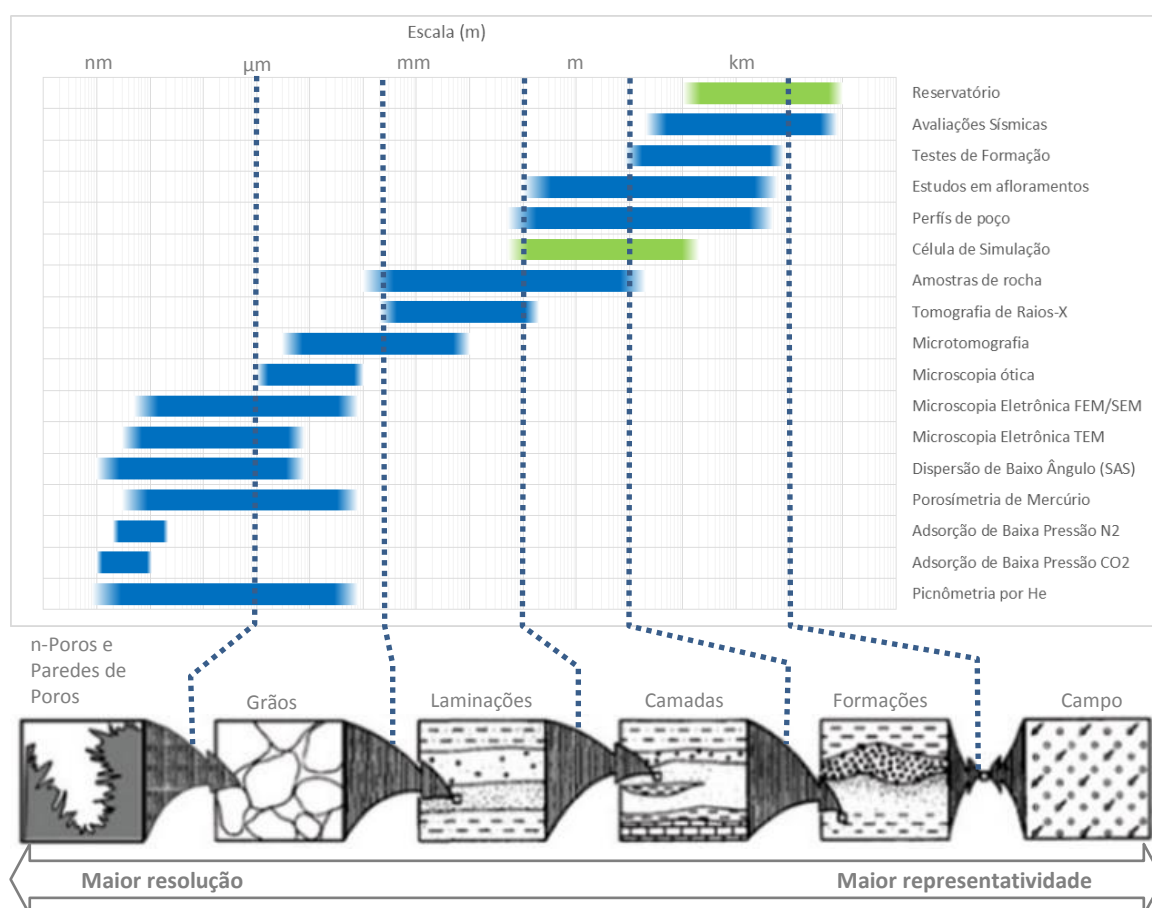 Escala (m)
nm µm mm m km
Reservatório
Avaliações Sísmicas
Testes de Formação
Estudos em afloramentos
Perfís de poço
Célula de Simulação
Amostras de rocha
Tomografia de Raios-X
Microtomografia
Microscopia ótica
Microscopia Eletrônica FEM/SEM
Microscopia Eletrônica TEM
Dispersão de Baixo Ângulo (SAS)
Porosímetria de Mercúrio
Adsorção de Baixa Pressão N2
Adsorção de Baixa Pressão CO2
Picnômetria por He
n-Poros e
Paredes de
Poros
Grãos
Laminações
Camadas
Formações
Campo
Maior resolução
Maior representatividade